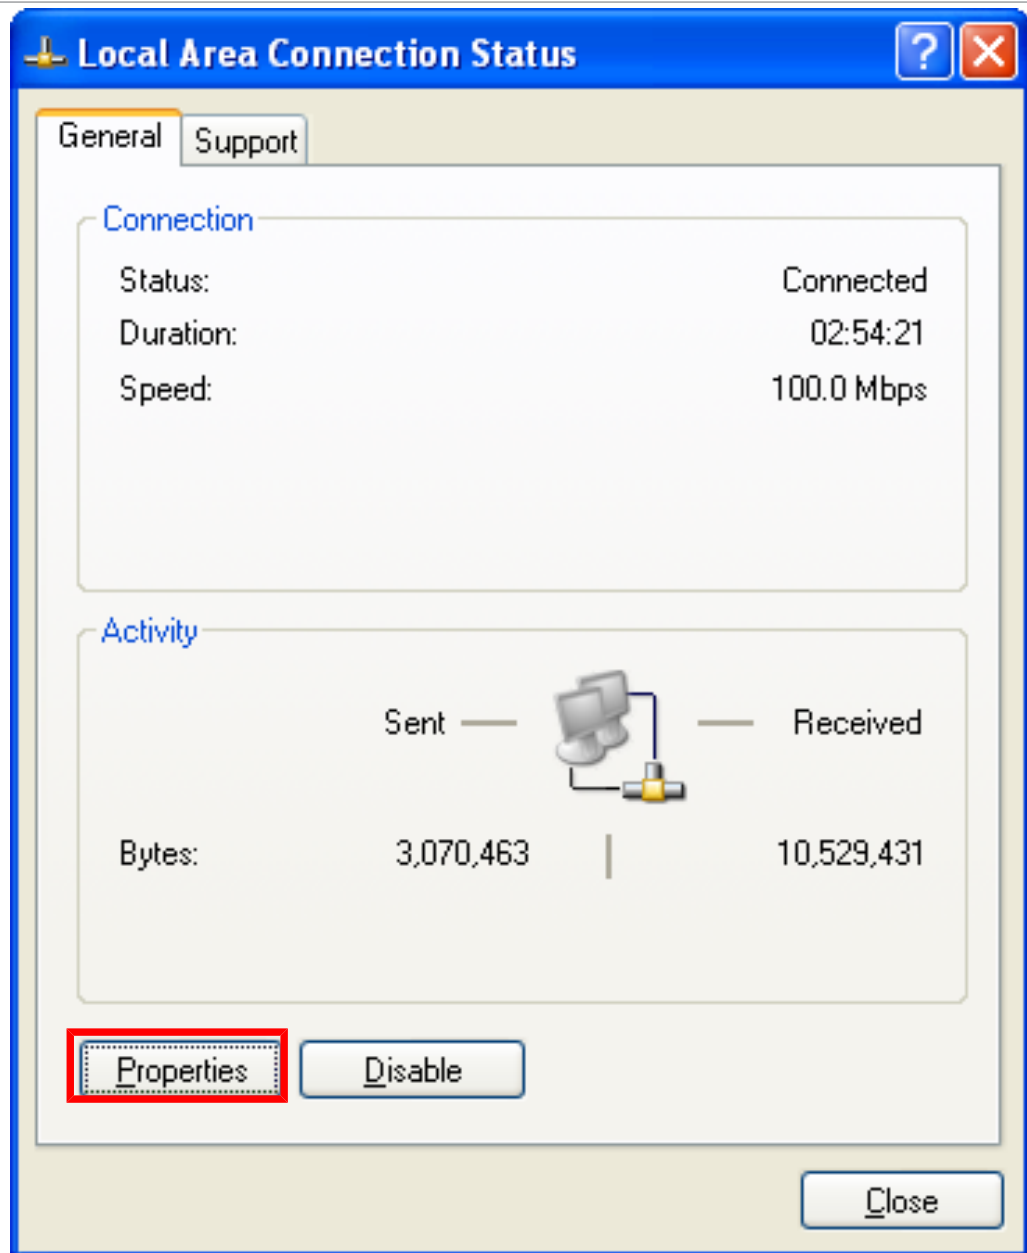 Local Area Connection Status
General Support
Connection
Status: Connected
Duration: 02:54:21
Speed: 100.0 Mbps
Activity
Sent Received
Bytes: 3,070,463 10,529,431
Properties Disable
Close